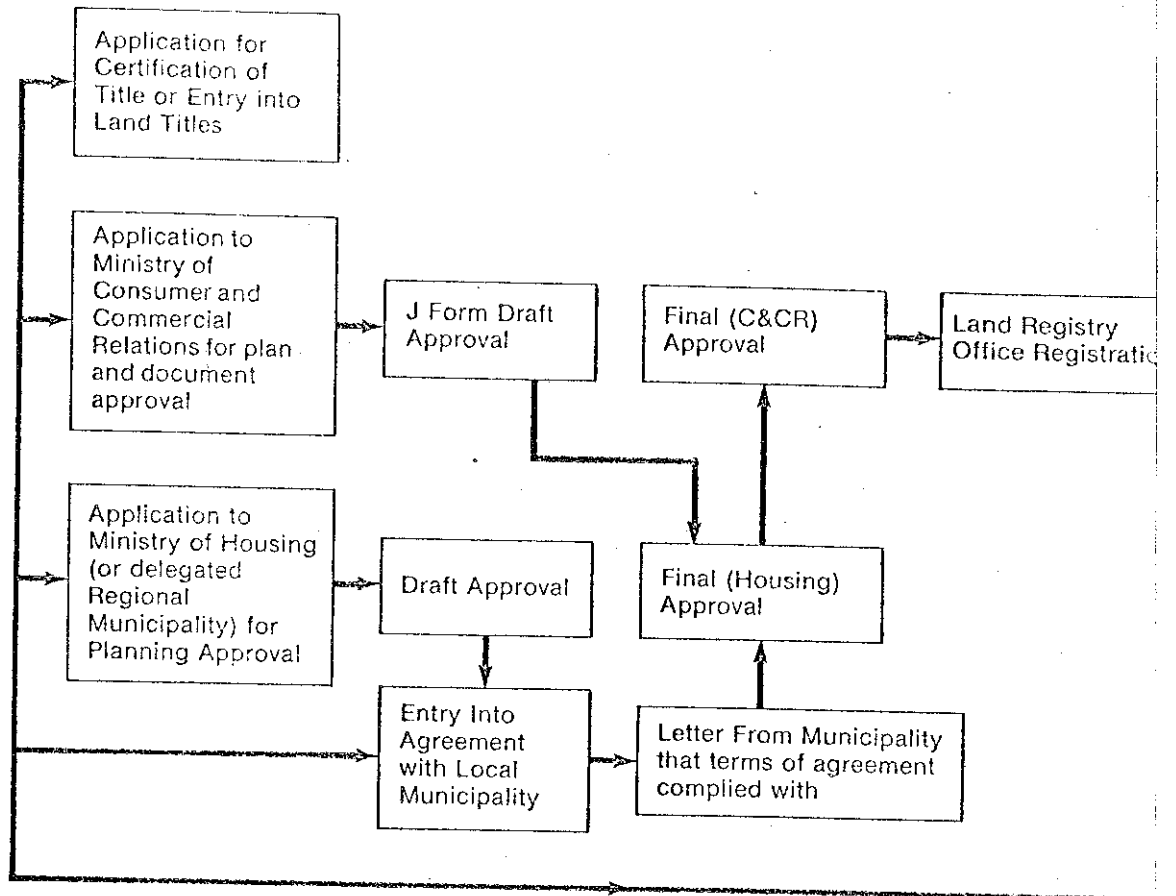 Application for
Certification of
Title or Entry into
Land Titles
Application to
Ministry of
Consumer and
Commercial
Relations for plan
and document
approval
J Form Draft
Approval
Final (C&CR)
Approval
Land Registry
Office Registratio
Application to
Ministry of Housing
(or delegated
Regional
Municipality) for
Planning Approval
Draft Approval
Final (Housing)
Approval
Entry Into
Agreement
with Local
Municipality
Letter From Municipality
that terms of agreement
complied with